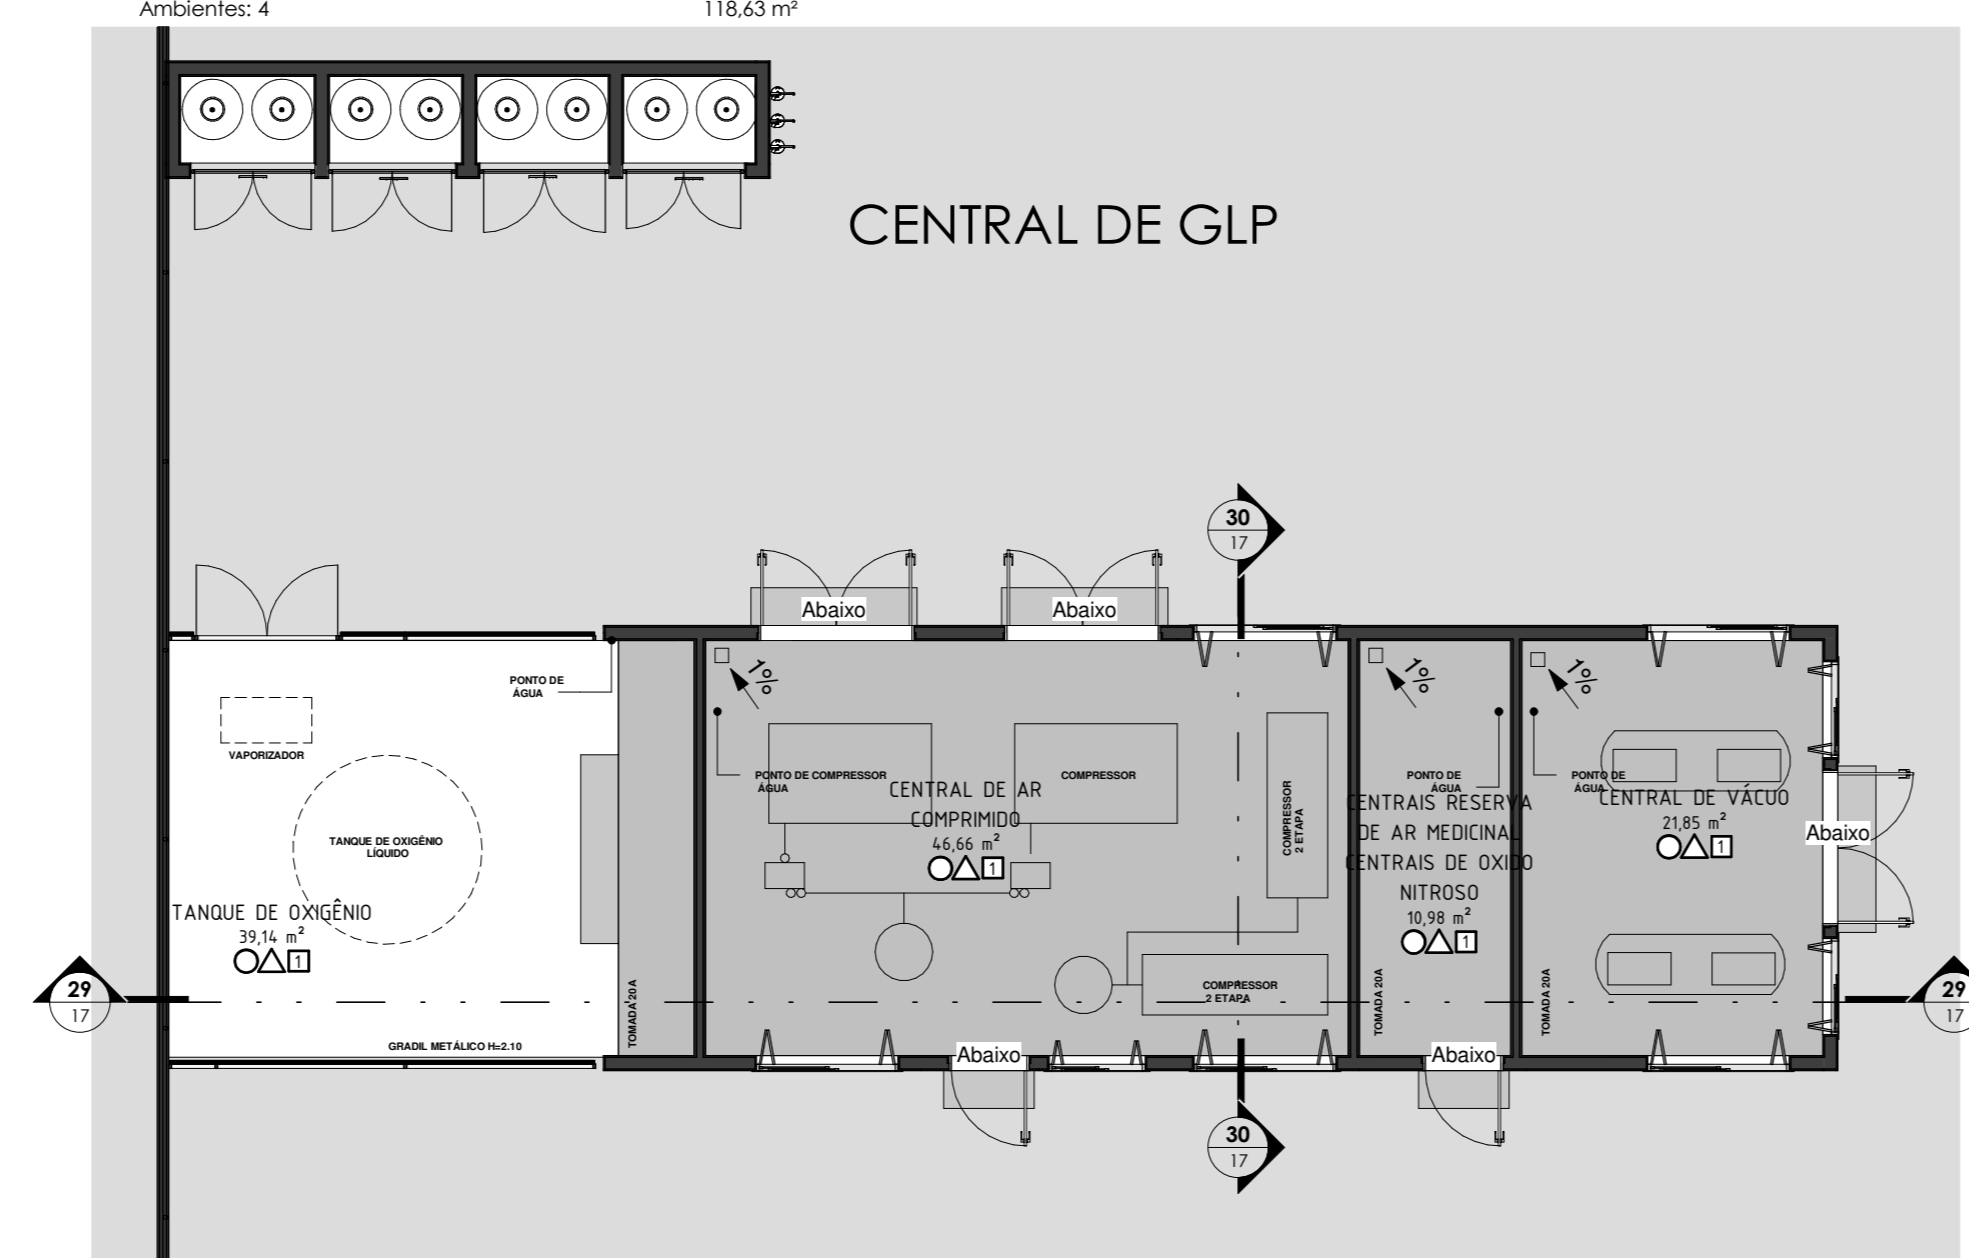 Ambientes: 4 118,63 m²
CENTRAL DE GLP
30
17
Abaixo
Abaixo
1%
1%
1%
PONTO DE
ÁGUA
VAPORIZADOR
TANQUE DE OXIGÊNIO
LÍQUIDO
TANQUE DE OXIGÊNIO
39,14 m²
1
GRADIL METÁLICO H=2.10
TOMADA 20A
PONTO DE
ÁGUA
COMPRESSOR
COMPRESSOR
CENTRAL DE AR
COMPRIMIDO
46,66 m²
1
COMPRESSOR
2 ETAPA
COMPRESSOR
2 ETAPA
PONTO DE
ÁGUA
CENTRAIS RESERVA
DE AR MEDICINAL
CENTRAIS DE OXIDO
NITROSO
10,98 m²
1
TOMADA 20A
PONTO DE
ÁGUA
CENTRAL DE VÁCUO
21,85 m²
1
TOMADA 20A
Abaixo
29
17
29
17
Abaixo
Abaixo
30
17